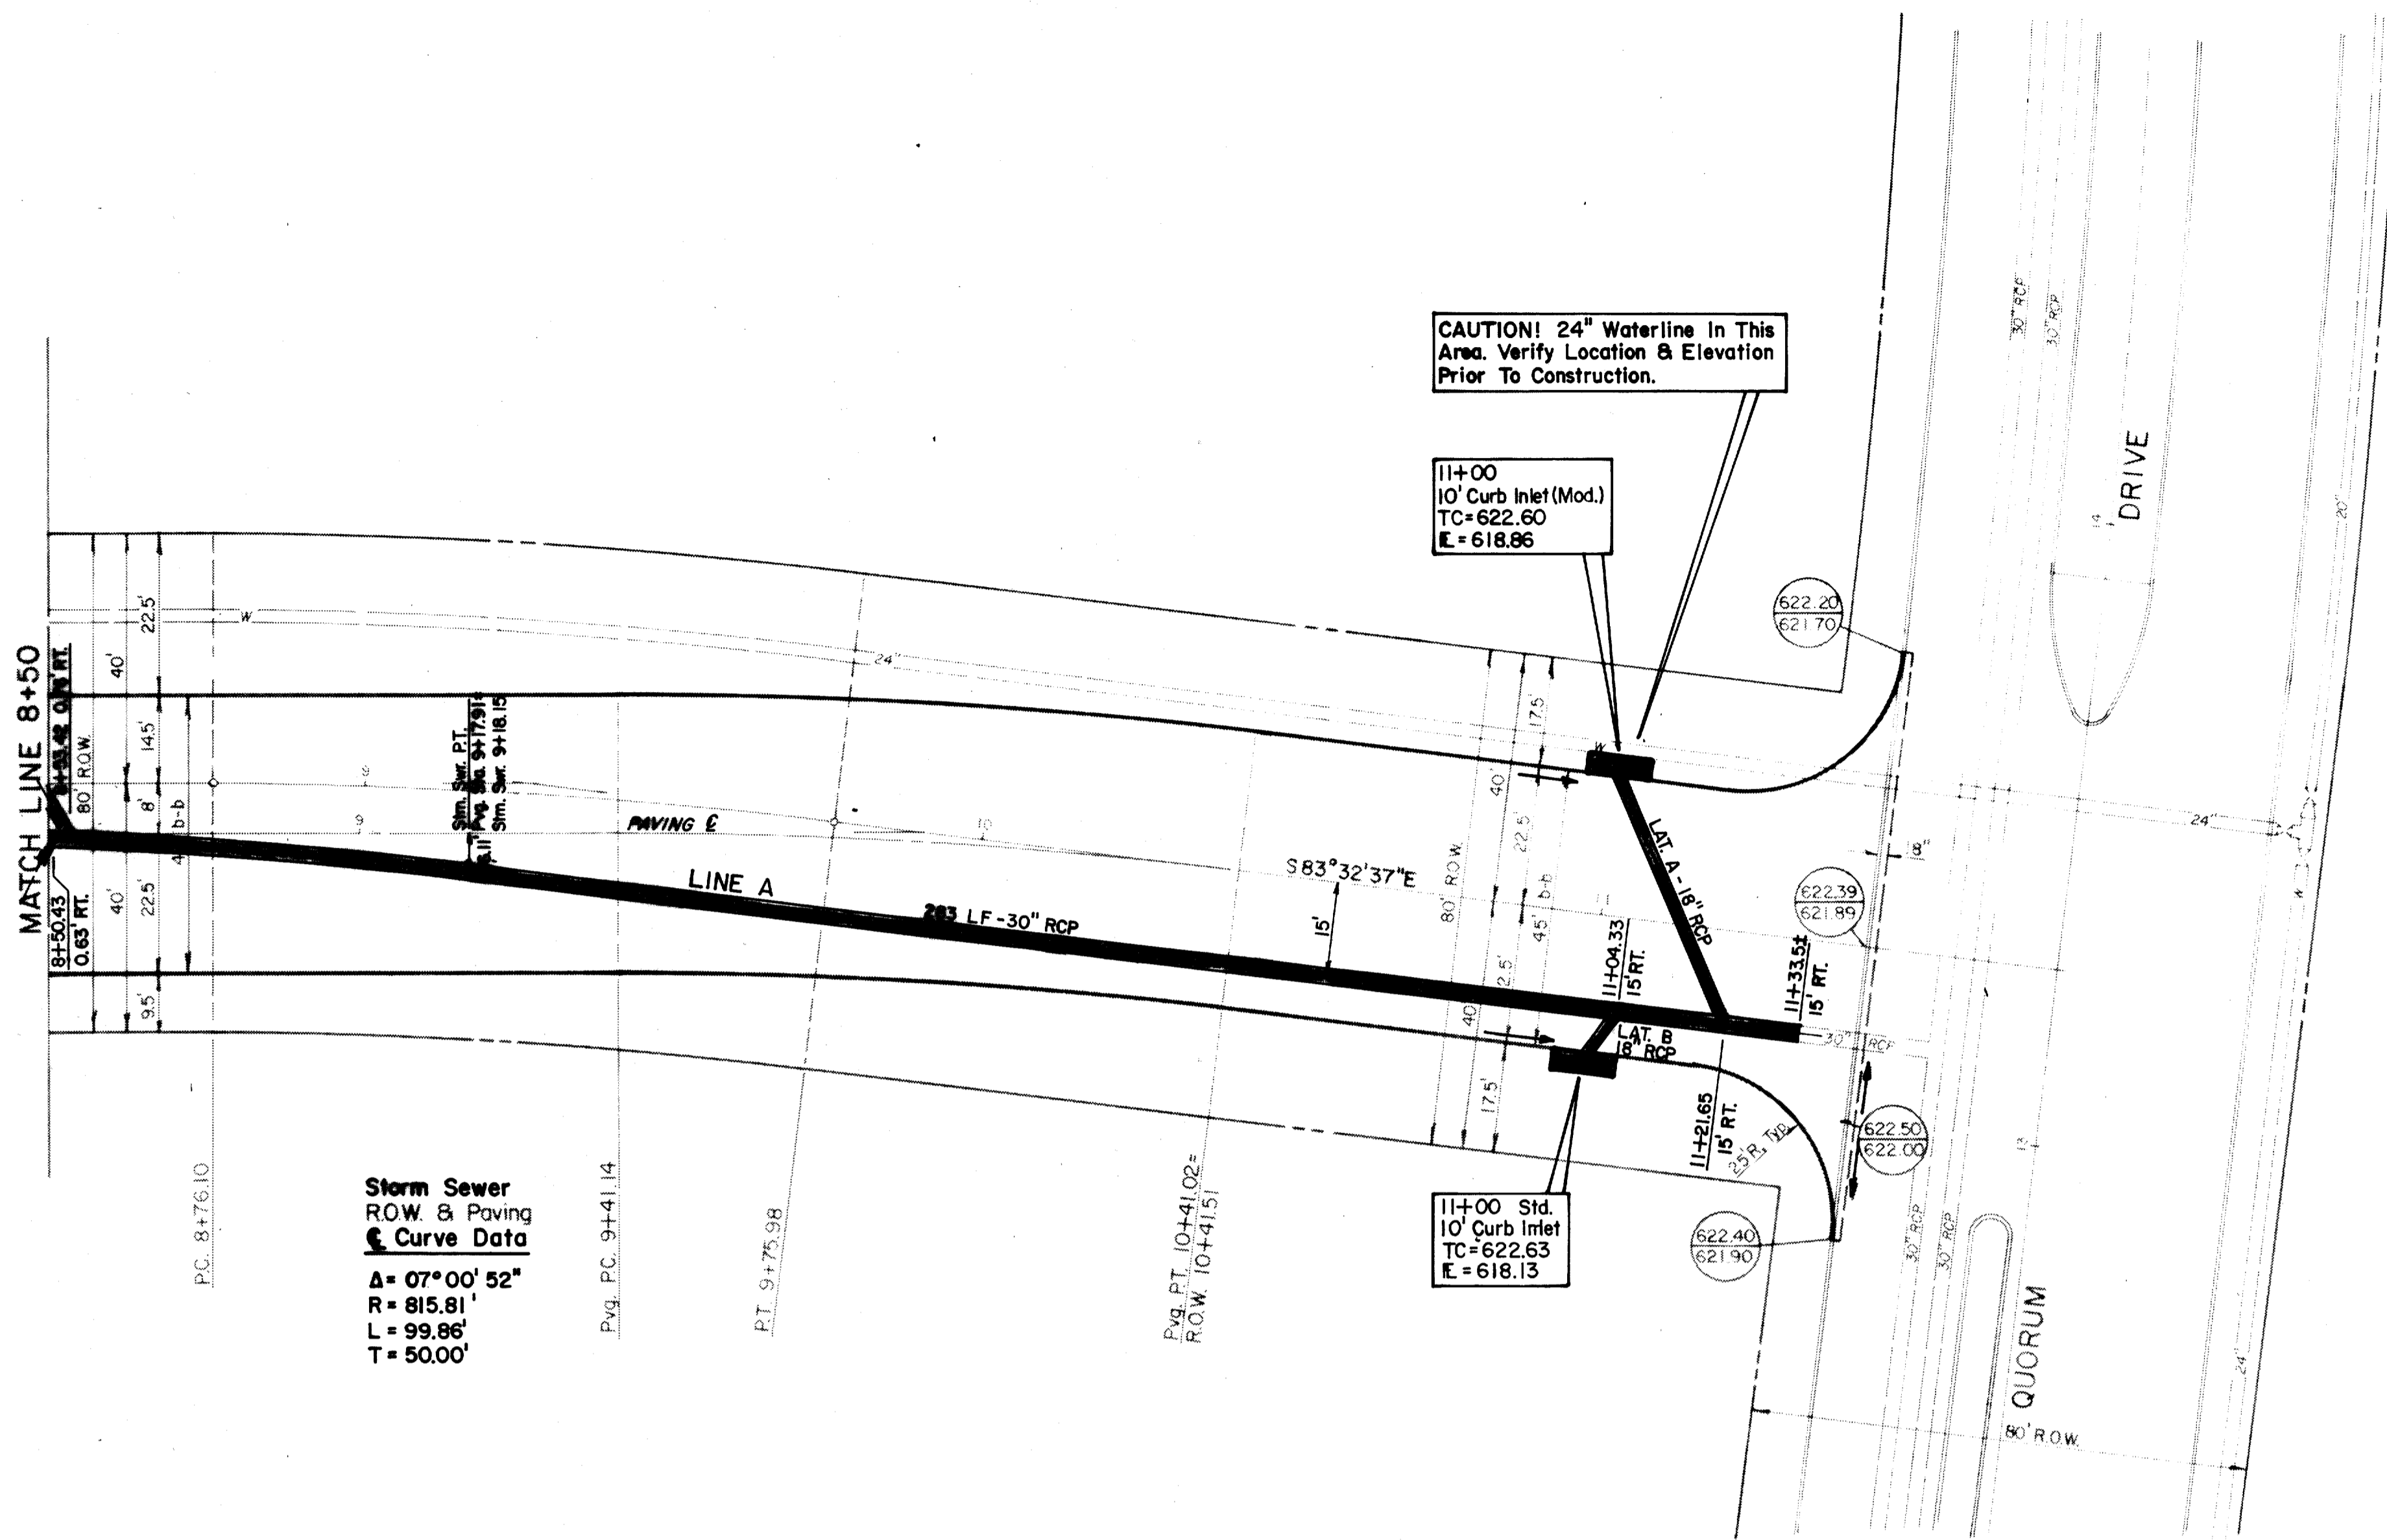 CAUTION! 24" Waterline In This
Area. Verify Location & Elevation
Prior To Construction.
11+00
10' Curb Inlet (Mod.)
TC=622.60
FL=618.86
622.20
621.70
DRIVE
30" RCP
30" RCP
14
20"
MATCH LINE 8+50
80' R.O.W.
40'
22.5'
14.5'
8'
b-b
40'
22.5'
9.5'
8+50.43
0.63' RT.
W
24"
Stm. Swr. P.T.
Stm. Swr. 9+18.15
PAVING ℄
LINE A
LF-30" RCP
S83°32'37"E
15'
80' R.O.W.
40'
17.5'
22.5'
45' b-b
40'
17.5'
W
LAT. A - 18" RCP
11+04.33
15' RT.
LAT. B
18" RCP
11+33.5±
15' RT.
30" RCP
11+21.65
15' RT.
25' R. Typ.
18"
622.39
621.89
24"
W
622.50
622.00
13
622.40
621.90
11+00 Std.
10' Curb Inlet
TC=622.63
FL=618.13
P.C. 8+76.10
Pvg. P.C. 9+41.14
P.T. 9+75.98
Pvg. P.T. 10+41.02=
R.O.W. 10+41.51
Storm Sewer
R.O.W. & Paving
℄ Curve Data
Δ= 07°00'52"
R = 815.81'
L = 99.86'
T = 50.00'
30" RCP
30" RCP
QUORUM
80' R.O.W.
24"